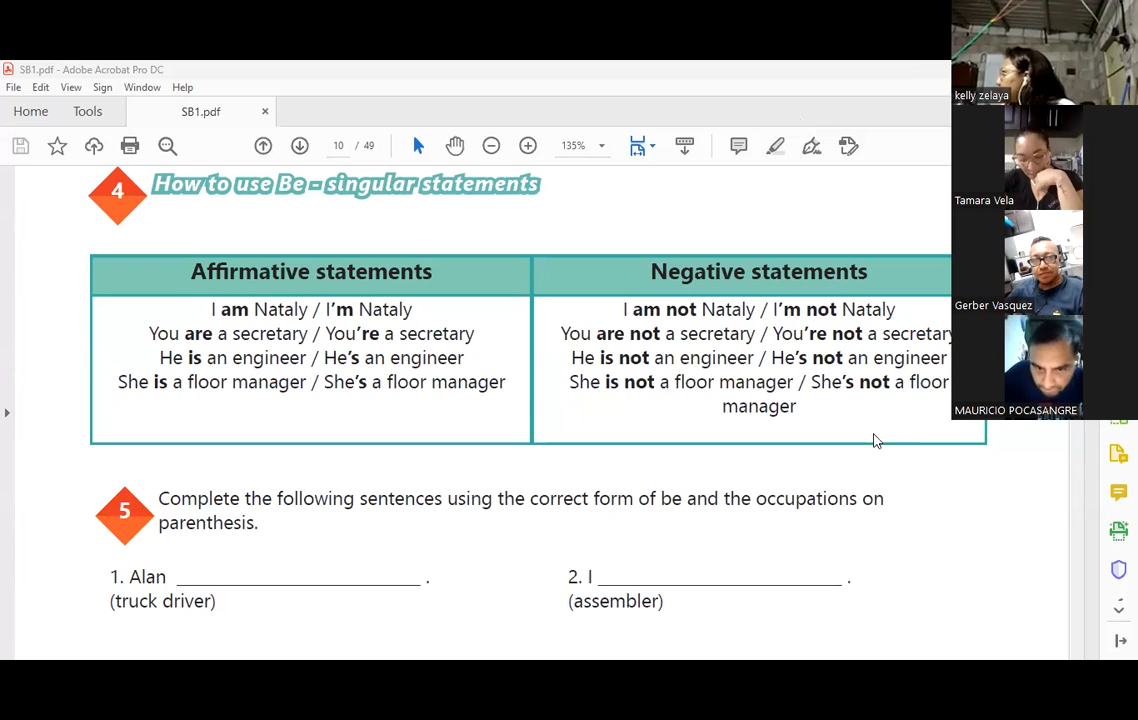 SB1.pdf - Adobe Acrobat Pro DC
File Edit View Sign Window Help
Home Tools SB1.pdf ×
10 / 49 135%
4 How to use Be - singular statements
Affirmative statements
I am Nataly / I'm Nataly
You are a secretary / You're a secretary
He is an engineer / He's an engineer
She is a floor manager / She's a floor manager
Negative statements
I am not Nataly / I'm not Nataly
You are not a secretary / You're not a secretary
He is not an engineer / He's not an engineer
She is not a floor manager / She's not a floor
manager
5 Complete the following sentences using the correct form of be and the occupations on
parenthesis.
1. Alan ____________________ .
(truck driver)
2. I ____________________ .
(assembler)
kelly zelaya
Tamara Vela
Gerber Vasquez
MAURICIO POCASANGRE